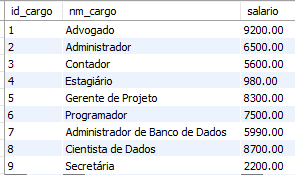 id_cargo nm_cargo salario
1 Advogado 9200.00
2 Administrador 6500.00
3 Contador 5600.00
4 Estagiário 980.00
5 Gerente de Projeto 8300.00
6 Programador 7500.00
7 Administrador de Banco de Dados 5990.00
8 Cientista de Dados 8700.00
9 Secretária 2200.00